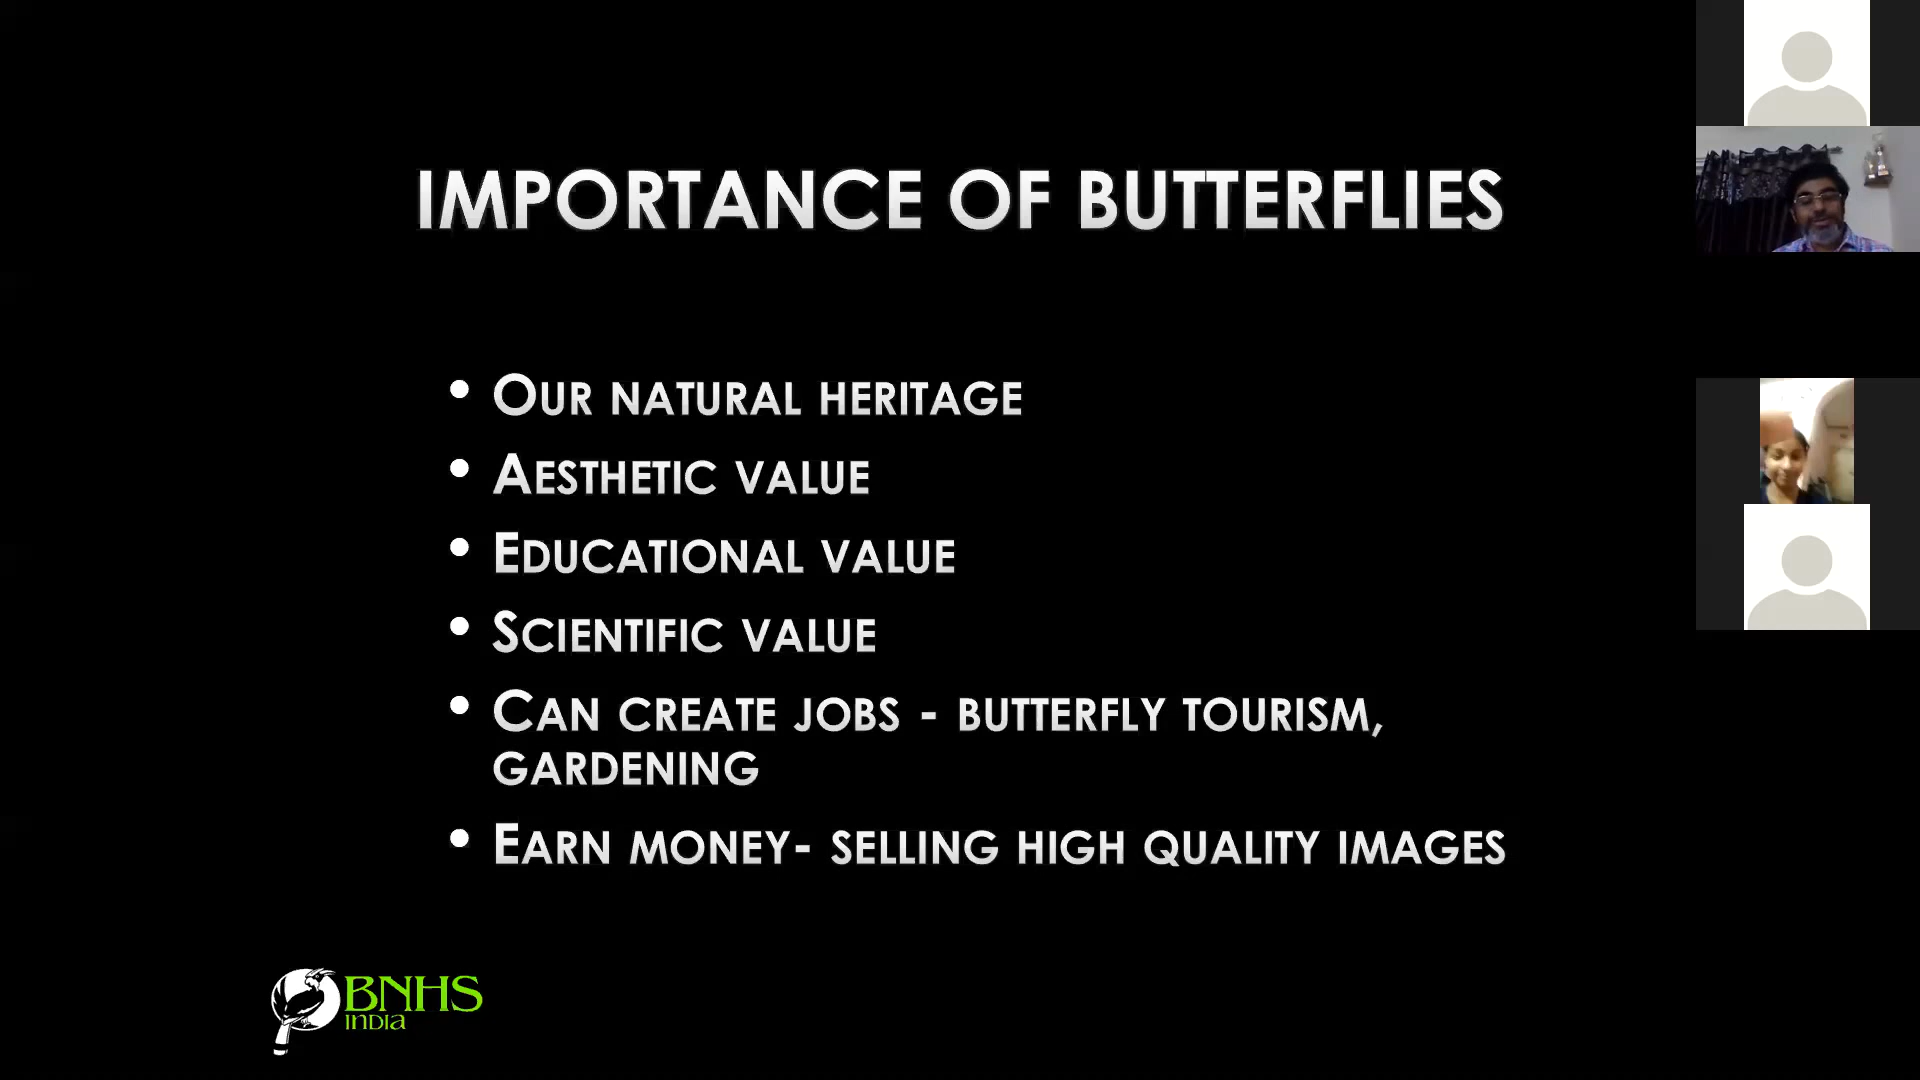 IMPORTANCE OF BUTTERFLIES
• OUR NATURAL HERITAGE
• AESTHETIC VALUE
• EDUCATIONAL VALUE
• SCIENTIFIC VALUE
• CAN CREATE JOBS - BUTTERFLY TOURISM,
GARDENING
• EARN MONEY- SELLING HIGH QUALITY IMAGES
BNHS
INDIA